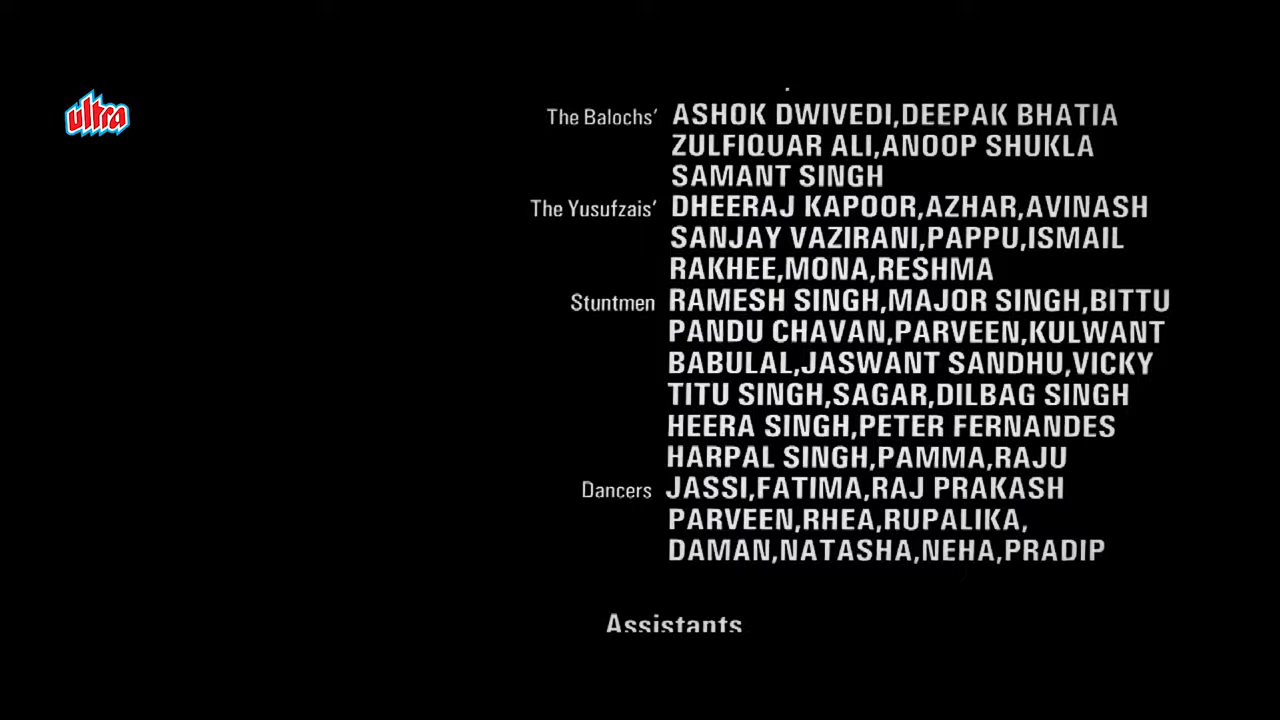 ultra
The Balochs' ASHOK DWIVEDI,DEEPAK BHATIA
ZULFIQUAR ALI,ANOOP SHUKLA
SAMANT SINGH
The Yusufzais' DHEERAJ KAPOOR,AZHAR,AVINASH
SANJAY VAZIRANI,PAPPU,ISMAIL
RAKHEE,MONA,RESHMA
Stuntmen RAMESH SINGH,MAJOR SINGH,BITTU
PANDU CHAVAN,PARVEEN,KULWANT
BABULAL,JASWANT SANDHU,VICKY
TITU SINGH,SAGAR,DILBAG SINGH
HEERA SINGH,PETER FERNANDES
HARPAL SINGH,PAMMA,RAJU
Dancers JASSI,FATIMA,RAJ PRAKASH
PARVEEN,RHEA,RUPALIKA,
DAMAN,NATASHA,NEHA,PRADIP
Assistants